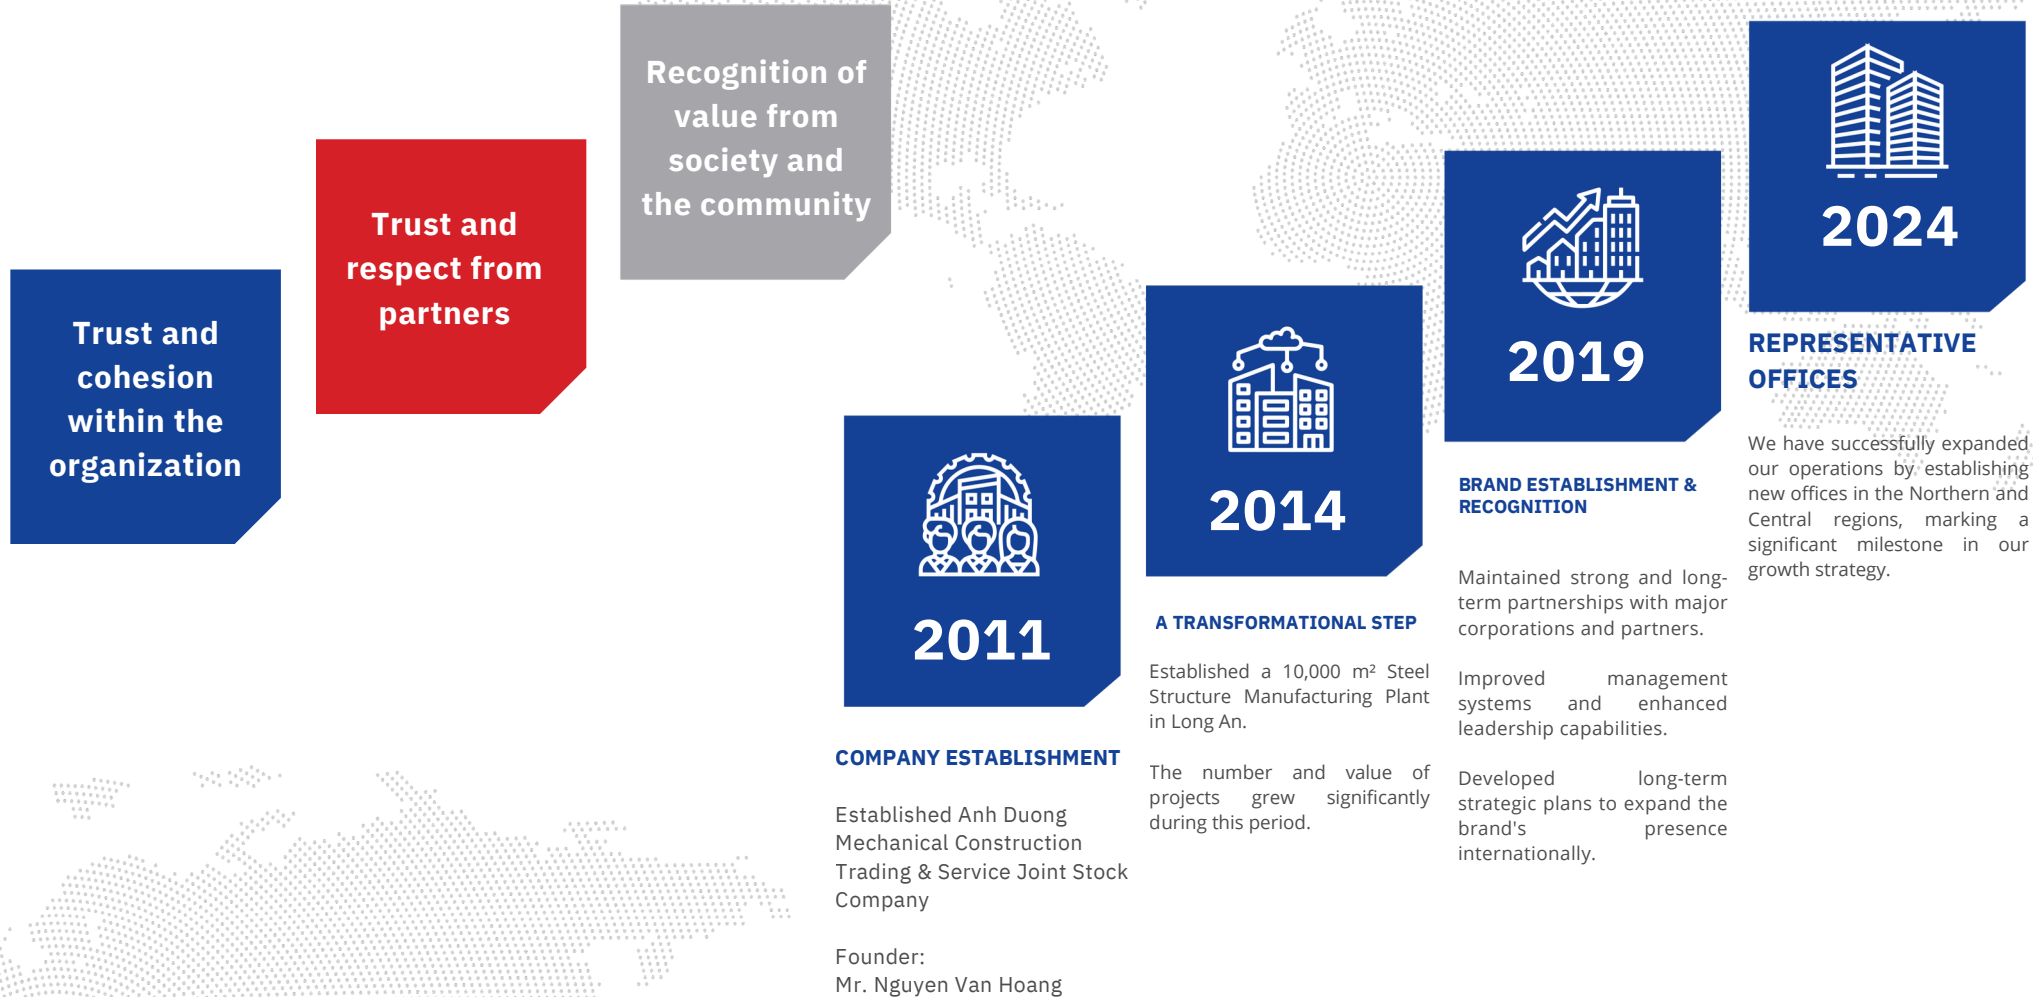 Trust and
cohesion
within the
organization
Trust and
respect from
partners
Recognition of
value from
society and
the community
2011
COMPANY ESTABLISHMENT
Established Anh Duong
Mechanical Construction
Trading & Service Joint Stock
Company
Founder:
Mr. Nguyen Van Hoang
2014
A TRANSFORMATIONAL STEP
Established a 10,000 m² Steel
Structure Manufacturing Plant
in Long An.
The number and value of
projects grew significantly
during this period.
2019
BRAND ESTABLISHMENT &
RECOGNITION
Maintained strong and long-
term partnerships with major
corporations and partners.
Improved management
systems and enhanced
leadership capabilities.
Developed long-term
strategic plans to expand the
brand's presence
internationally.
2024
REPRESENTATIVE
OFFICES
We have successfully expanded
our operations by establishing
new offices in the Northern and
Central regions, marking a
significant milestone in our
growth strategy.